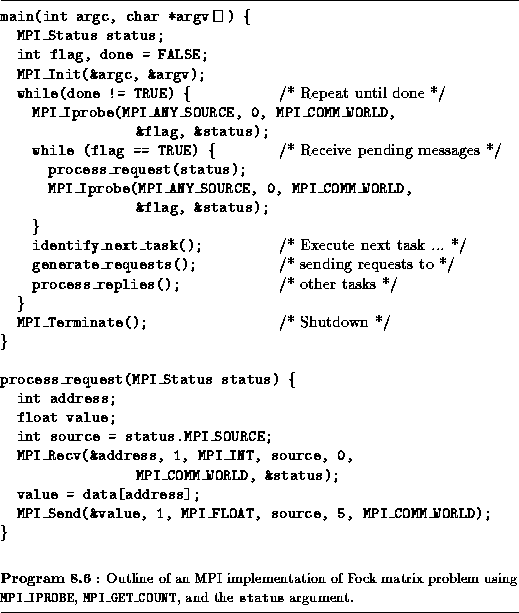 main(int argc, char *argv[]) {
MPI_Status status;
int flag, done = FALSE;
MPI_Init(&argc, &argv);
while(done != TRUE) { /* Repeat until done */
MPI_Iprobe(MPI_ANY_SOURCE, 0, MPI_COMM_WORLD,
&flag, &status);
while (flag == TRUE) { /* Receive pending messages */
process_request(status);
MPI_Iprobe(MPI_ANY_SOURCE, 0, MPI_COMM_WORLD,
&flag, &status);
}
identify_next_task(); /* Execute next task ... */
generate_requests(); /* sending requests to */
process_replies(); /* other tasks */
}
MPI_Terminate(); /* Shutdown */
}
process_request(MPI_Status status) {
int address;
float value;
int source = status.MPI_SOURCE;
MPI_Recv(&address, 1, MPI_INT, source, 0,
MPI_COMM_WORLD, &status);
value = data[address];
MPI_Send(&value, 1, MPI_FLOAT, source, 5, MPI_COMM_WORLD);
}
Program 8.6 : Outline of an MPI implementation of Fock matrix problem using
MPI_IPROBE, MPI_GET_COUNT, and the status argument.